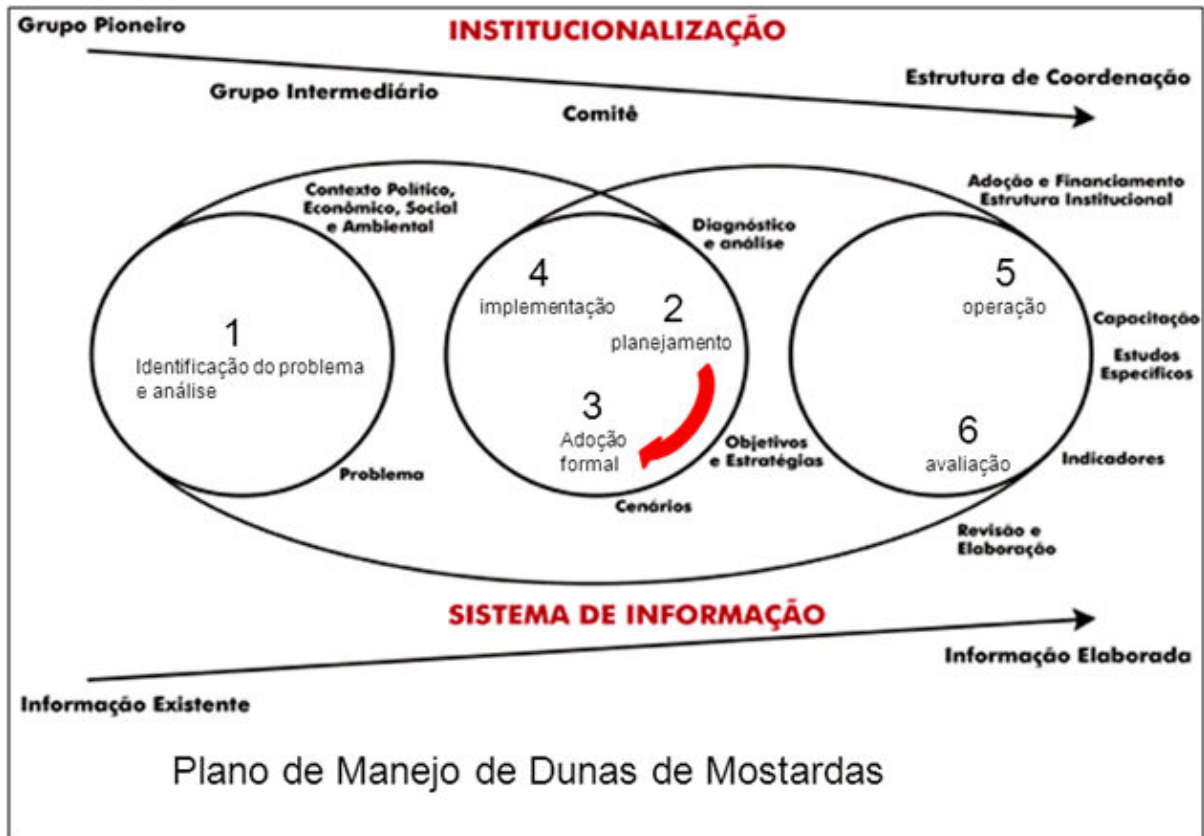 Grupo Pioneiro
INSTITUCIONALIZAÇÃO
Estrutura de Coordenação
Grupo Intermediário
Comitê
Contexto Político,
Econômico, Social
e Ambiental
Adoção e Financiamento
Estrutura Institucional
Diagnóstico
e análise
4
implementação
2
planejamento
5
operação
1
Identificação do problema
e análise
Capacitação
Estudos
Específicos
3
Adoção
formal
Objetivos
e Estratégias
6
avaliação
Indicadores
Problema
Cenários
Revisão e
Elaboração
SISTEMA DE INFORMAÇÃO
Informação Elaborada
Informação Existente
Plano de Manejo de Dunas de Mostardas